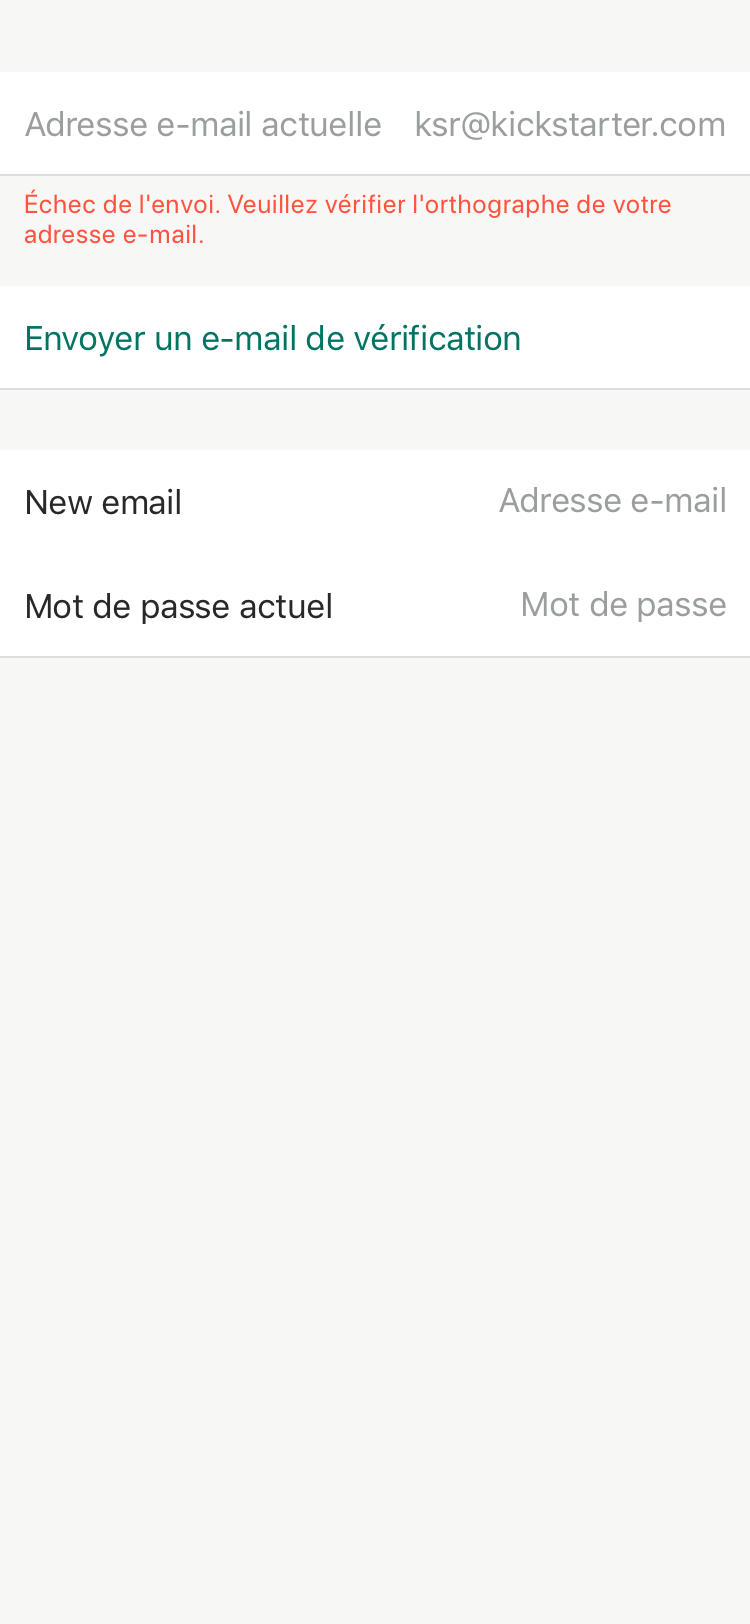 Adresse e-mail actuelle ksr@kickstarter.com
Échec de l'envoi. Veuillez vérifier l'orthographe de votre
adresse e-mail.
Envoyer un e-mail de vérification
New email Adresse e-mail
Mot de passe actuel Mot de passe